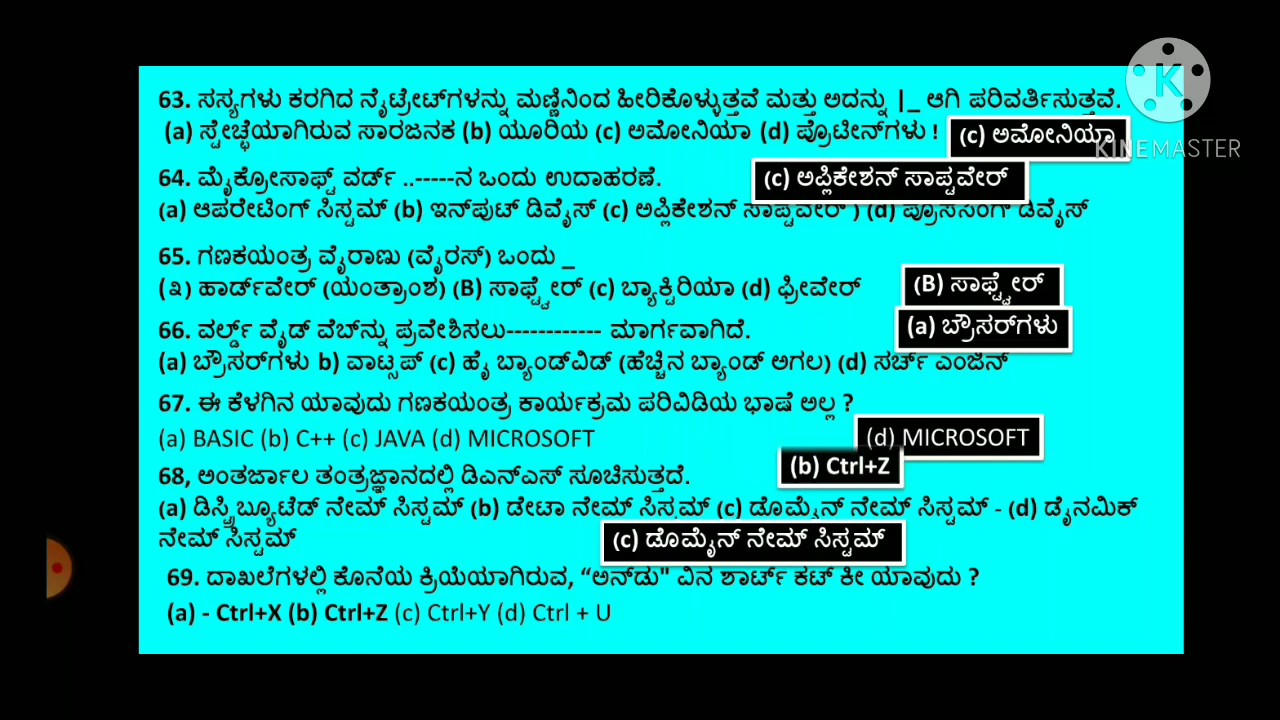 63. ಸಸ್ಯಗಳು ಕರಗಿದ ನೈಟ್ರೇಟ್‌ಗಳನ್ನು ಮಣ್ಣಿನಿಂದ ಹೀರಿಕೊಳ್ಳುತ್ತವೆ ಮತ್ತು ಅದನ್ನು |_ ಆಗಿ ಪರಿವರ್ತಿಸುತ್ತವೆ.
(a) ಸ್ಟೇಚ್ಛೆಯಾಗಿರುವ ಸಾರಜನಕ (b) ಯೂರಿಯ (c) ಅಮೋನಿಯಾ (d) ಪ್ರೊಟೀನ್‌ಗಳು ! (c) ಅಮೋನಿಯಾ
KINEMASTER
64. ಮೈಕ್ರೋಸಾಫ್ಟ್ ವರ್ಡ್ ..-----ನ ಒಂದು ಉದಾಹರಣೆ. (c) ಅಪ್ಲಿಕೇಶನ್ ಸಾಪ್ಟವೇರ್
(a) ಆಪರೇಟಿಂಗ್ ಸಿಸ್ಟಮ್ (b) ಇನ್‌ಪುಟ್ ಡಿವೈಸ್ (c) ಅಪ್ಲಿಕೇಶನ್ ಸಾಪ್ಟವೇರ್ ) (d) ಪ್ರೊಸೆಸಿಂಗ್ ಡಿವೈಸ್
65. ಗಣಕಯಂತ್ರ ವೈರಾಣು (ವೈರಸ್) ಒಂದು _
(೩) ಹಾರ್ಡ್‌ವೇರ್ (ಯಂತ್ರಾಂಶ) (B) ಸಾಫ್ಟ್ವೇರ್ (c) ಬ್ಯಾಕ್ಟಿರಿಯಾ (d) ಫ್ರೀವೇರ್ (B) ಸಾಫ್ಟ್ವೇರ್
66. ವರ್ಲ್ಡ್ ವೈಡ್ ವೆಬ್‌ನ್ನು ಪ್ರವೇಶಿಸಲು------------ ಮಾರ್ಗವಾಗಿದೆ. (a) ಬ್ರೌಸರ್‌ಗಳು
(a) ಬ್ರೌಸರ್‌ಗಳು b) ವಾಟ್ಸಪ್ (c) ಹೈ ಬ್ಯಾಂಡ್‌ವಿಡ್ (ಹೆಚ್ಚಿನ ಬ್ಯಾಂಡ್ ಅಗಲ) (d) ಸರ್ಚ್ ಎಂಜಿನ್
67. ಈ ಕೆಳಗಿನ ಯಾವುದು ಗಣಕಯಂತ್ರ ಕಾರ್ಯಕ್ರಮ ಪರಿವಿಡಿಯ ಭಾಷೆ ಅಲ್ಲ ?
(a) BASIC (b) C++ (c) JAVA (d) MICROSOFT (d) MICROSOFT
(b) Ctrl+Z
68, ಅಂತರ್ಜಾಲ ತಂತ್ರಜ್ಞಾನದಲ್ಲಿ ಡಿಎನ್‌ಎಸ್ ಸೂಚಿಸುತ್ತದೆ.
(a) ಡಿಸ್ಟ್ರಿಬ್ಯೂಟೆಡ್ ನೇಮ್ ಸಿಸ್ಟಮ್ (b) ಡೇಟಾ ನೇಮ್ ಸಿಸ್ಟಮ್ (c) ಡೊಮೈನ್ ನೇಮ್ ಸಿಸ್ಟಮ್ - (d) ಡೈನಮಿಕ್
ನೇಮ್ ಸಿಸ್ಟಮ್ (c) ಡೊಮೈನ್ ನೇಮ್ ಸಿಸ್ಟಮ್
69. ದಾಖಲೆಗಳಲ್ಲಿ ಕೊನೆಯ ಕ್ರಿಯೆಯಾಗಿರುವ, “ಅನ್‌ಡು" ವಿನ ಶಾರ್ಟ್ ಕಟ್ ಕೀ ಯಾವುದು ?
(a) - Ctrl+X (b) Ctrl+Z (c) Ctrl+Y (d) Ctrl + U